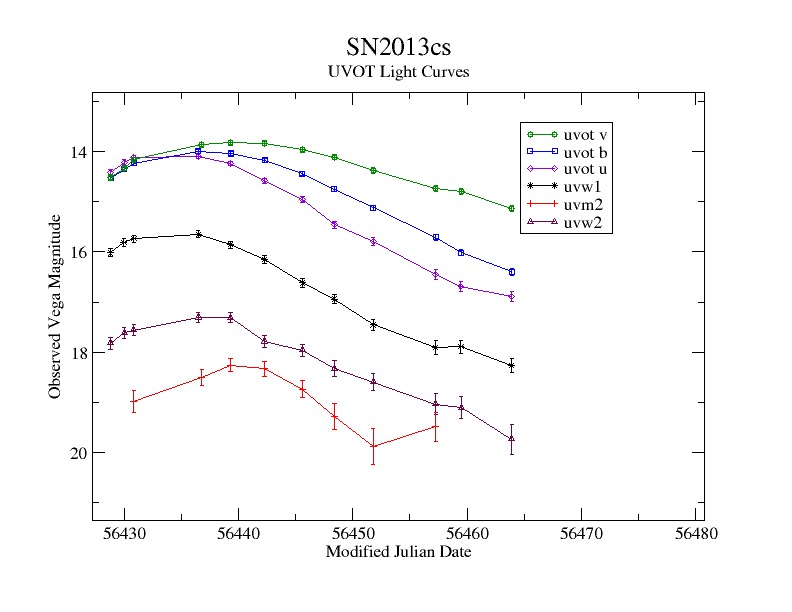 SN2013cs
UVOT Light Curves
uvot v
uvot b
uvot u
uvw1
uvm2
uvw2
Observed Vega Magnitude
14
16
18
20
56430 56440 56450 56460 56470 56480
Modified Julian Date